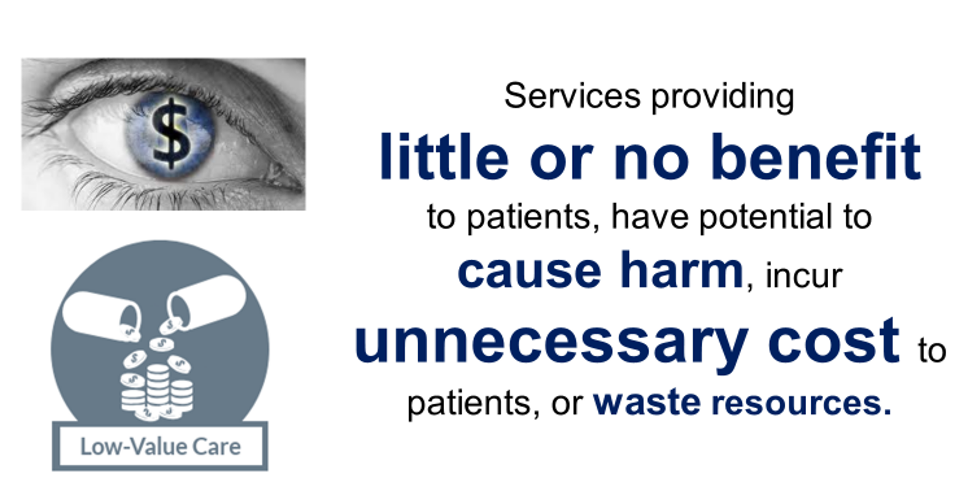 $
Services providing
little or no benefit
to patients, have potential to
cause harm, incur
unnecessary cost to
patients, or waste resources.
Low-Value Care